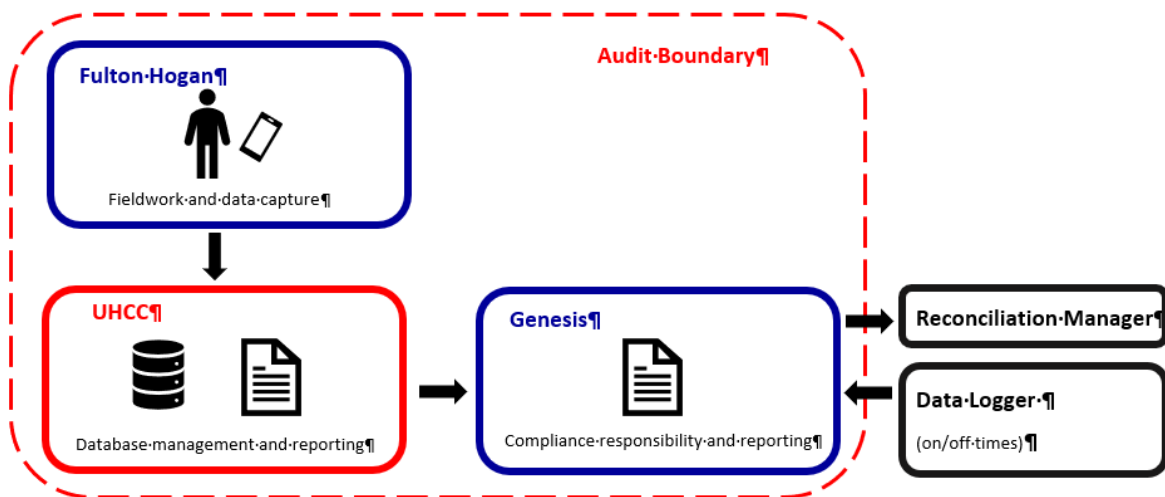 Audit·Boundary¶
Fulton·Hogan¶
Fieldwork·and·data·capture¶
UHCC¶
Database·management·and·reporting¶
Genesis¶
Compliance·responsibility·and·reporting¶
Reconciliation·Manager¶
Data·Logger·¶
(on/off·times)¶